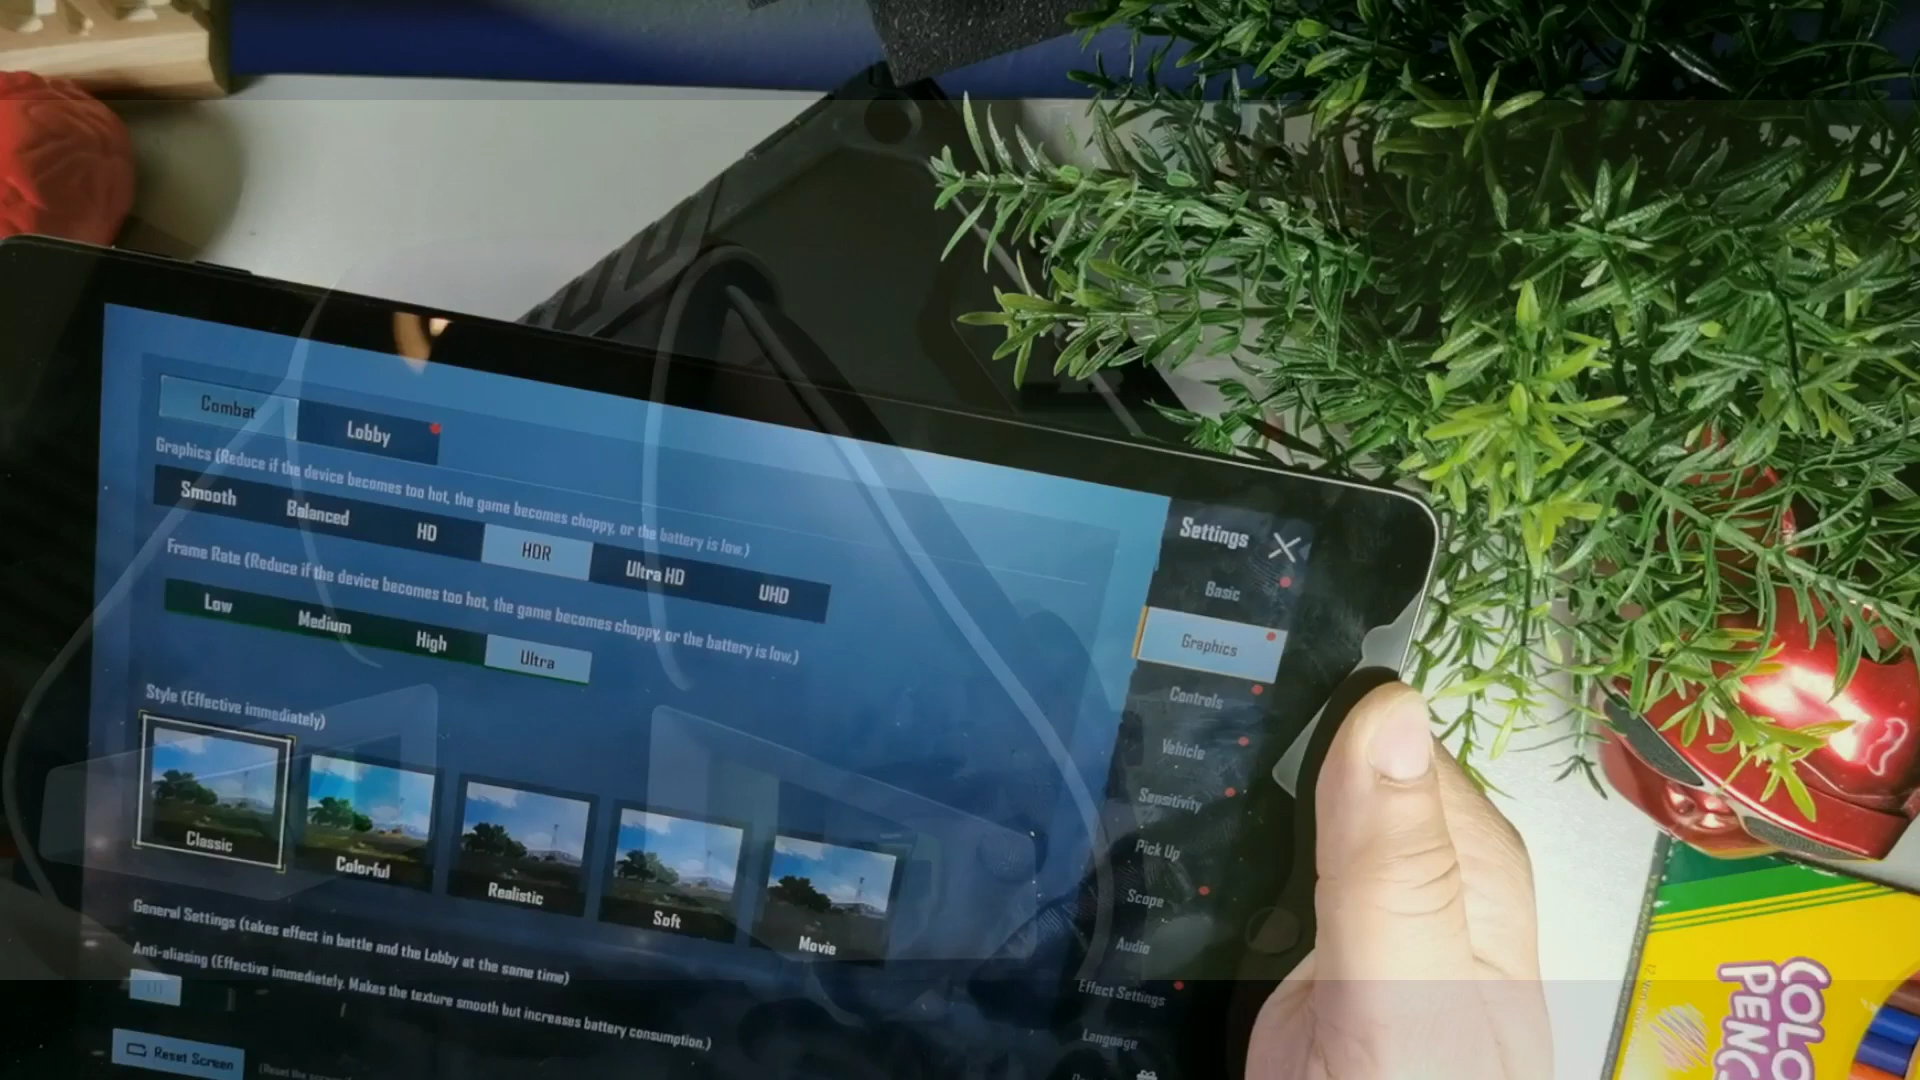 Combat
Lobby
Graphics (Reduce if the device becomes too hot, the game becomes choppy, or the battery is low.)
Smooth
Balanced
HD
HDR
Ultra HD
UHD
Frame Rate (Reduce if the device becomes too hot, the game becomes choppy, or the battery is low.)
Low
Medium
High
Ultra
Style (Effective immediately)
Classic
Colorful
Realistic
Soft
Movie
General Settings (takes effect in battle and the Lobby at the same time)
Anti-aliasing (Effective immediately. Makes the texture smooth but increases battery consumption.)
Reset Screen
(Reset the
Settings
Basic
Graphics
Controls
Vehicle
Sensitivity
Pick Up
Scope
Audio
Effect Settings
Language
COLO
PENC